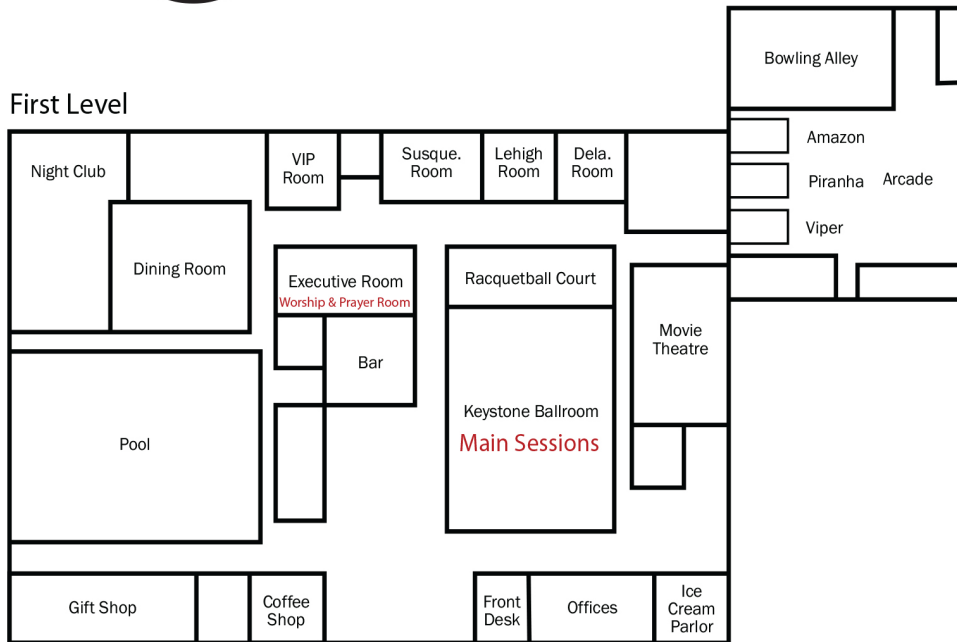 Bowling Alley
First Level
Amazon
Piranha
Arcade
Viper
Night Club
VIP
Room
Susque.
Room
Lehigh
Room
Dela.
Room
Dining Room
Executive Room
Worship & Prayer Room
Racquetball Court
Movie
Theatre
Bar
Keystone Ballroom
Main Sessions
Pool
Gift Shop
Coffee
Shop
Front
Desk
Offices
Ice
Cream
Parlor